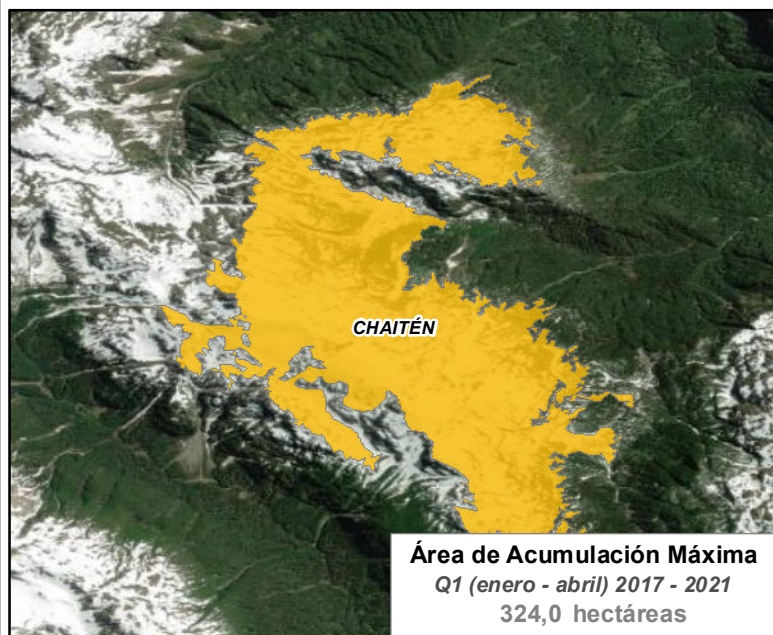 CHAITÉN
Área de Acumulación Máxima
Q1 (enero - abril) 2017 - 2021
324,0 hectáreas